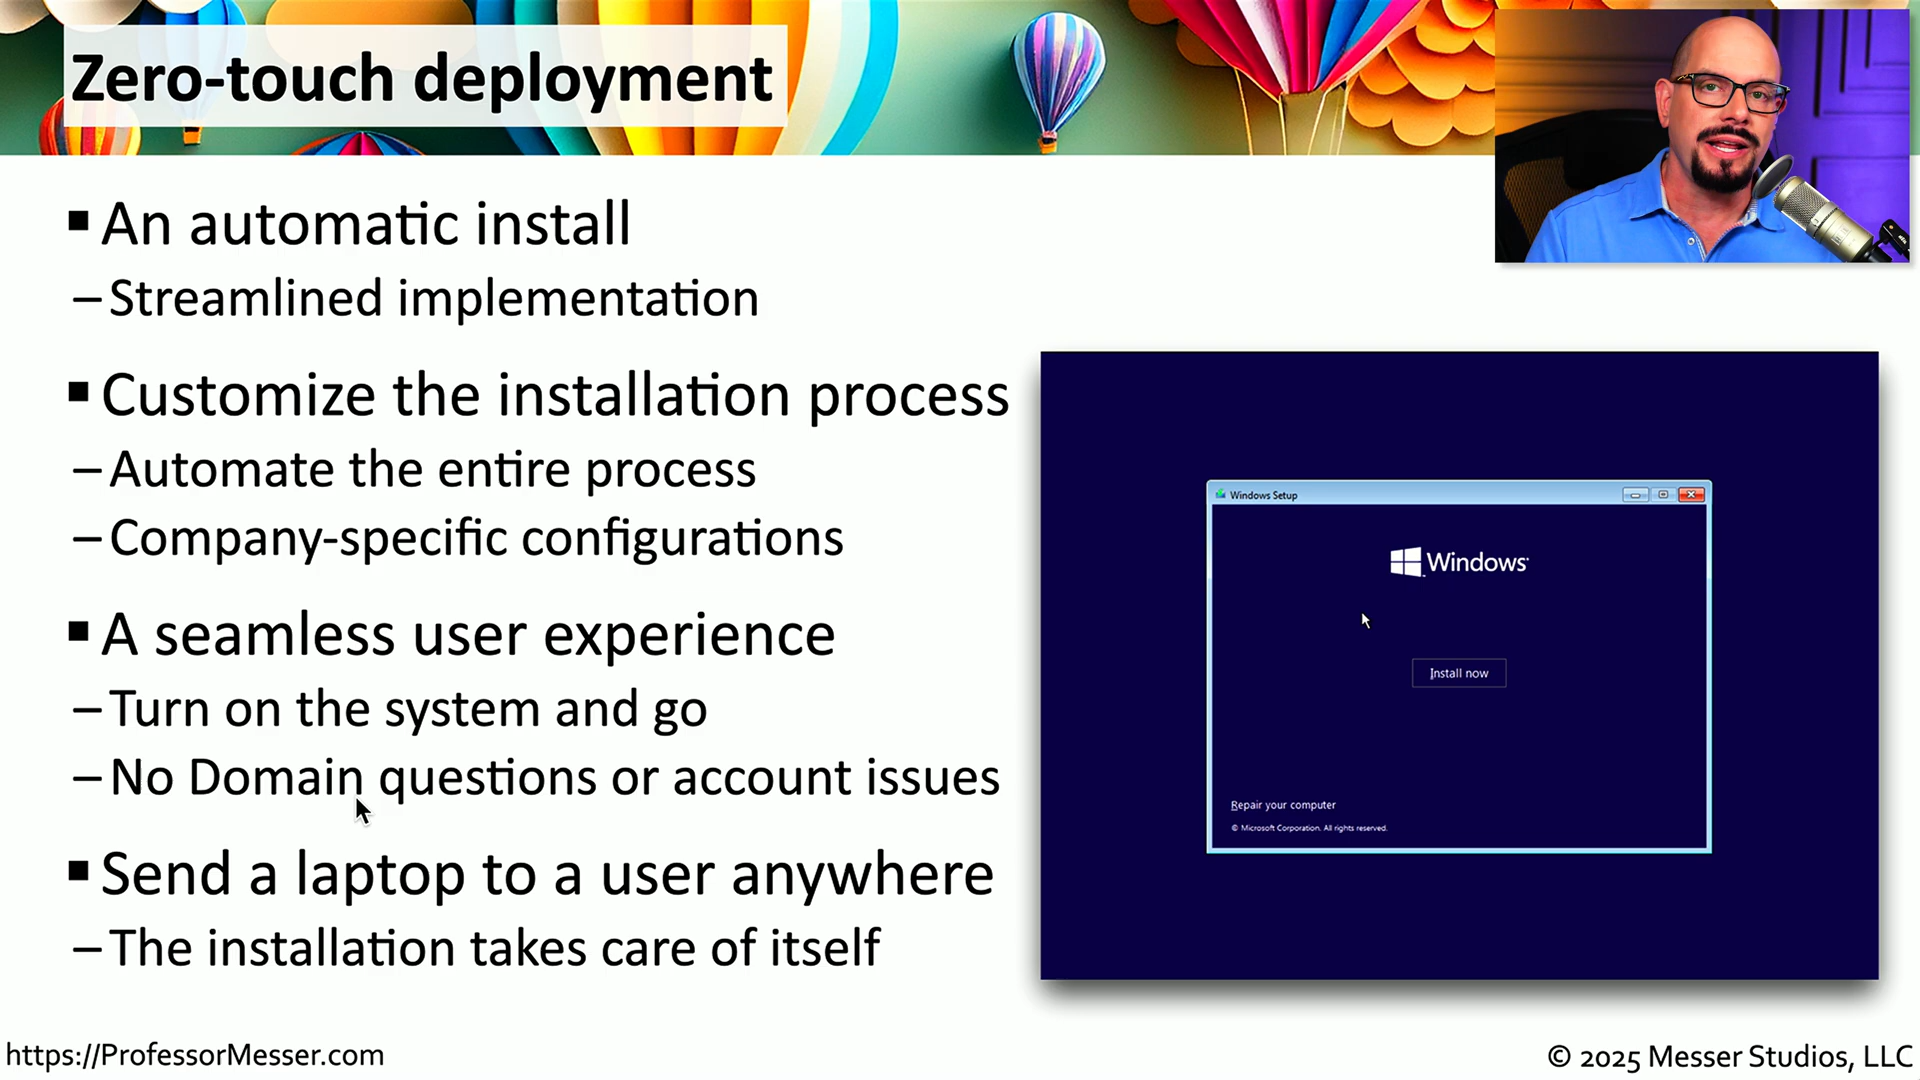 Zero-touch deployment
▪ An automatic install
– Streamlined implementation
▪ Customize the installation process
– Automate the entire process
– Company-specific configurations
▪ A seamless user experience
– Turn on the system and go
– No Domain questions or account issues
▪ Send a laptop to a user anywhere
– The installation takes care of itself
Windows Setup
Windows
Install now
Repair your computer
© Microsoft Corporation. All rights reserved.
https://ProfessorMesser.com
© 2025 Messer Studios, LLC